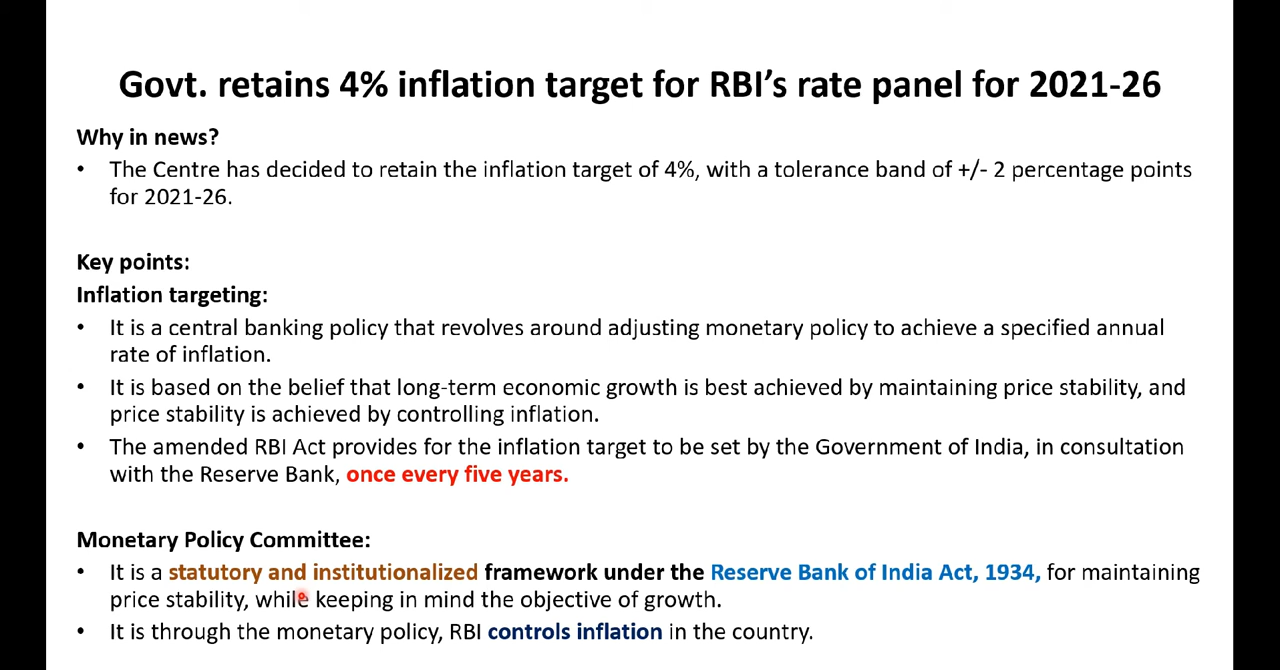 Govt. retains 4% inflation target for RBI's rate panel for 2021-26
Why in news?
• The Centre has decided to retain the inflation target of 4%, with a tolerance band of +/- 2 percentage points
for 2021-26.
Key points:
Inflation targeting:
• It is a central banking policy that revolves around adjusting monetary policy to achieve a specified annual
rate of inflation.
• It is based on the belief that long-term economic growth is best achieved by maintaining price stability, and
price stability is achieved by controlling inflation.
• The amended RBI Act provides for the inflation target to be set by the Government of India, in consultation
with the Reserve Bank, once every five years.
Monetary Policy Committee:
• It is a statutory and institutionalized framework under the Reserve Bank of India Act, 1934, for maintaining
price stability, while keeping in mind the objective of growth.
• It is through the monetary policy, RBI controls inflation in the country.